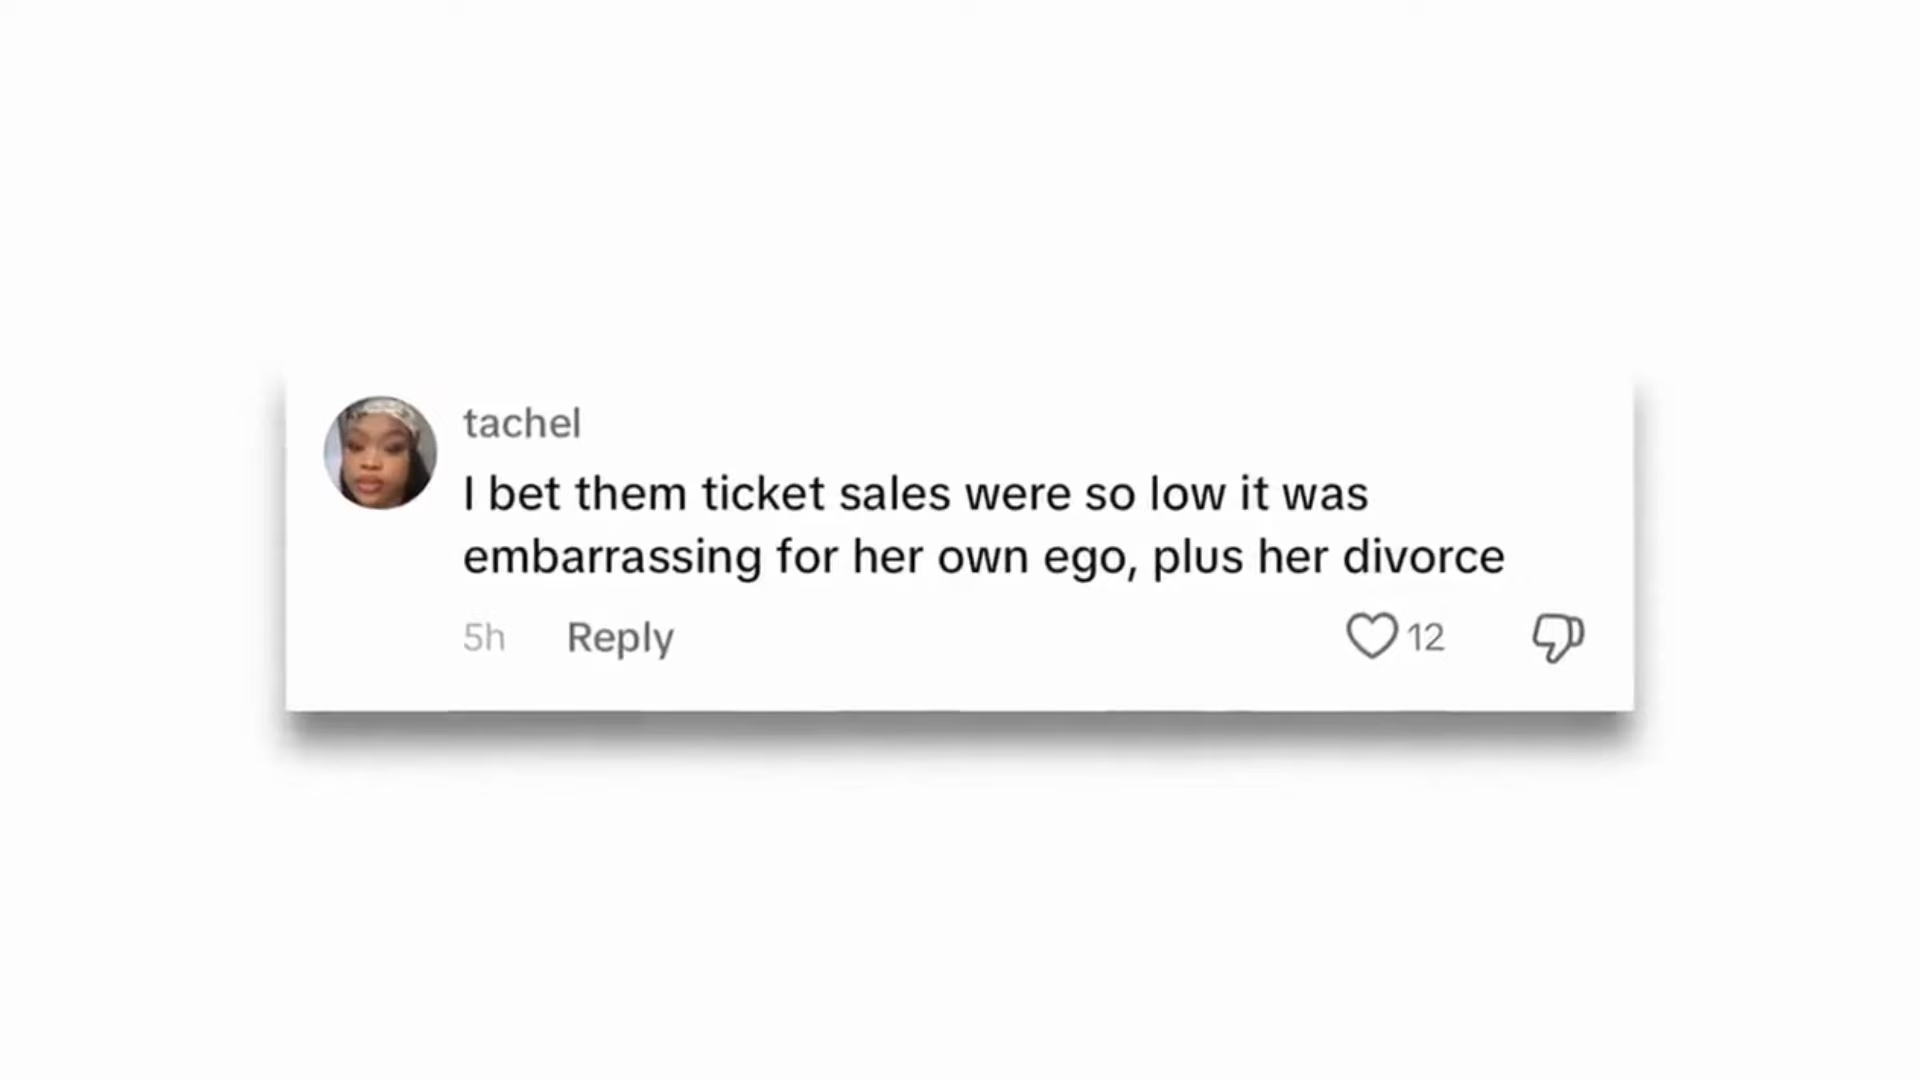 tachel
I bet them ticket sales were so low it was
embarrassing for her own ego, plus her divorce
5h Reply 12